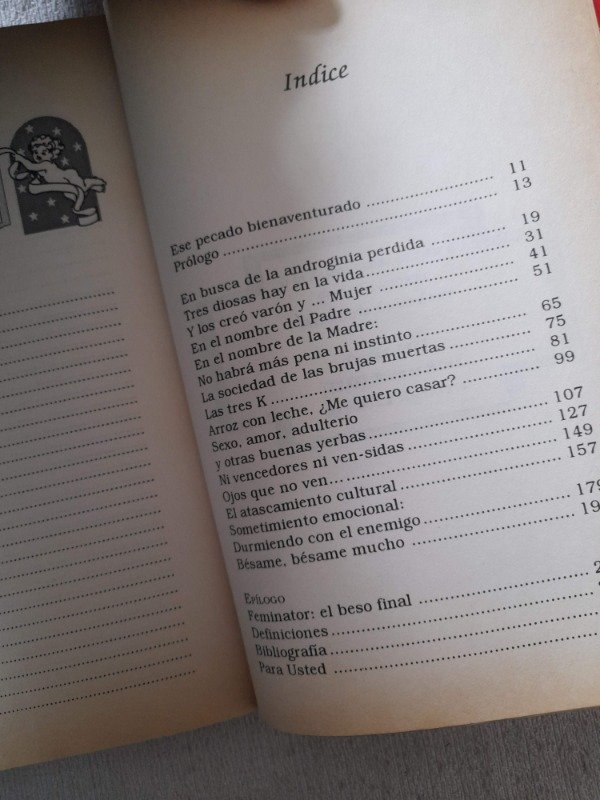 Indice
Ese pecado bienaventurado ........................... 11
Prólogo ........................................................ 13
En busca de la androginia perdida ................ 19
Tres diosas hay en la vida............................. 31
Y los creó varón y ... Mujer ........................... 41
En el nombre del Padre ................................ 51
En el nombre de la Madre:
No habrá más pena ni instinto ...................... 65
La sociedad de las brujas muertas ................ 75
Las tres K .................................................... 81
Arroz con leche, ¿Me quiero casar? ............... 99
Sexo, amor, adulterio
y otras buenas yerbas.................................. 107
Ni vencedores ni ven-sidas .......................... 127
Ojos que no ven... ....................................... 149
El atascamiento cultural .............................. 157
Sometimiento emocional:
Durmiendo con el enemigo........................... 179
Bésame, bésame mucho .............................. 19
EPÍLOGO
Feminator: el beso final ............................... 2
Definiciones.................................................
Bibliografía ..................................................
Para Usted ..................................................